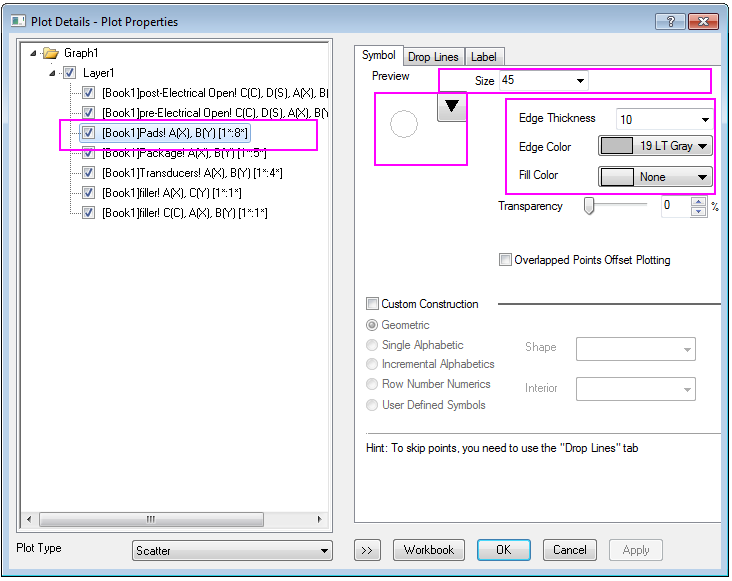 Plot Details - Plot Properties
Graph1
Layer1
[Book1]post-Electrical Open! C(C), D(S), A(X), B(
[Book1]pre-Electrical Open! C(C), D(S), A(X), B(Y
[Book1]Pads! A(X), B(Y) [1*:8*]
[Book1]Package! A(X), B(Y) [1*:5*]
[Book1]Transducers! A(X), B(Y) [1*:4*]
[Book1]filler! A(X), C(Y) [1*:1*]
[Book1]filler! C(C), A(X), B(Y) [1*:1*]
Plot Type
Scatter
Symbol
Drop Lines
Label
Preview
Size 45
Edge Thickness 10
Edge Color 19 LT Gray
Fill Color None
Transparency 0 %
Overlapped Points Offset Plotting
Custom Construction
Geometric
Single Alphabetic
Incremental Alphabetics
Row Number Numerics
User Defined Symbols
Shape
Interior
Hint: To skip points, you need to use the "Drop Lines" tab
>>
Workbook
OK
Cancel
Apply